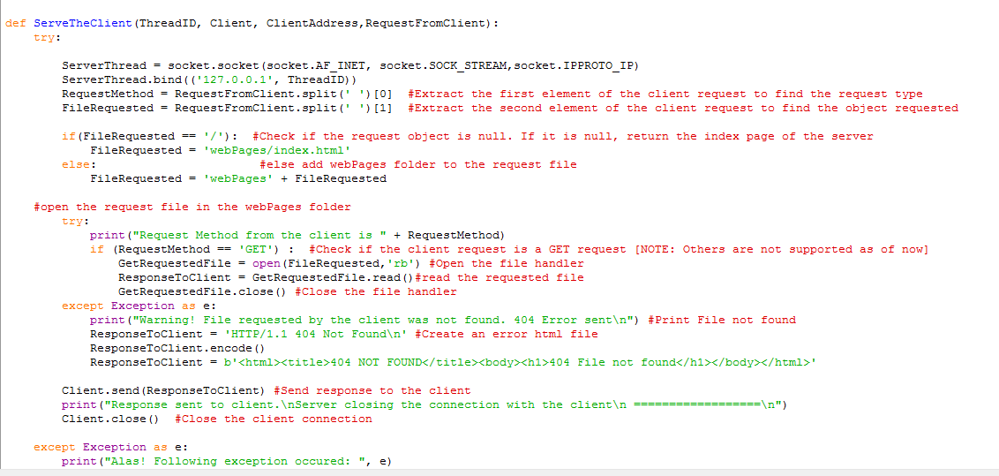 def ServeTheClient(ThreadID, Client, ClientAddress,RequestFromClient):
    try:

        ServerThread = socket.socket(socket.AF_INET, socket.SOCK_STREAM,socket.IPPROTO_IP)
        ServerThread.bind(('127.0.0.1', ThreadID))
        RequestMethod = RequestFromClient.split(' ')[0]  #Extract the first element of the client request to find the request type
        FileRequested = RequestFromClient.split(' ')[1]  #Extract the second element of the client request to find the object requested

        if(FileRequested == '/'):  #Check if the request object is null. If it is null, return the index page of the server
            FileRequested = 'webPages/index.html'
        else:                       #else add webPages folder to the request file
            FileRequested = 'webPages' + FileRequested

    #open the request file in the webPages folder
        try:
            print("Request Method from the client is " + RequestMethod)
            if (RequestMethod == 'GET') :  #Check if the client request is a GET request [NOTE: Others are not supported as of now]
                GetRequestedFile = open(FileRequested,'rb') #Open the file handler
                ResponseToClient = GetRequestedFile.read()#read the requested file
                GetRequestedFile.close() #Close the file handler
        except Exception as e:
            print("Warning! File requested by the client was not found. 404 Error sent\n") #Print File not found
            ResponseToClient = 'HTTP/1.1 404 Not Found\n' #Create an error html file
            ResponseToClient.encode()
            ResponseToClient = b'<html><title>404 NOT FOUND</title><body><h1>404 File not found</h1></body></html>'

        Client.send(ResponseToClient) #Send response to the client
        print("Response sent to client.\nServer closing the connection with the client\n ==================\n")
        Client.close()  #Close the client connection

    except Exception as e:
        print("Alas! Following exception occured: ", e)